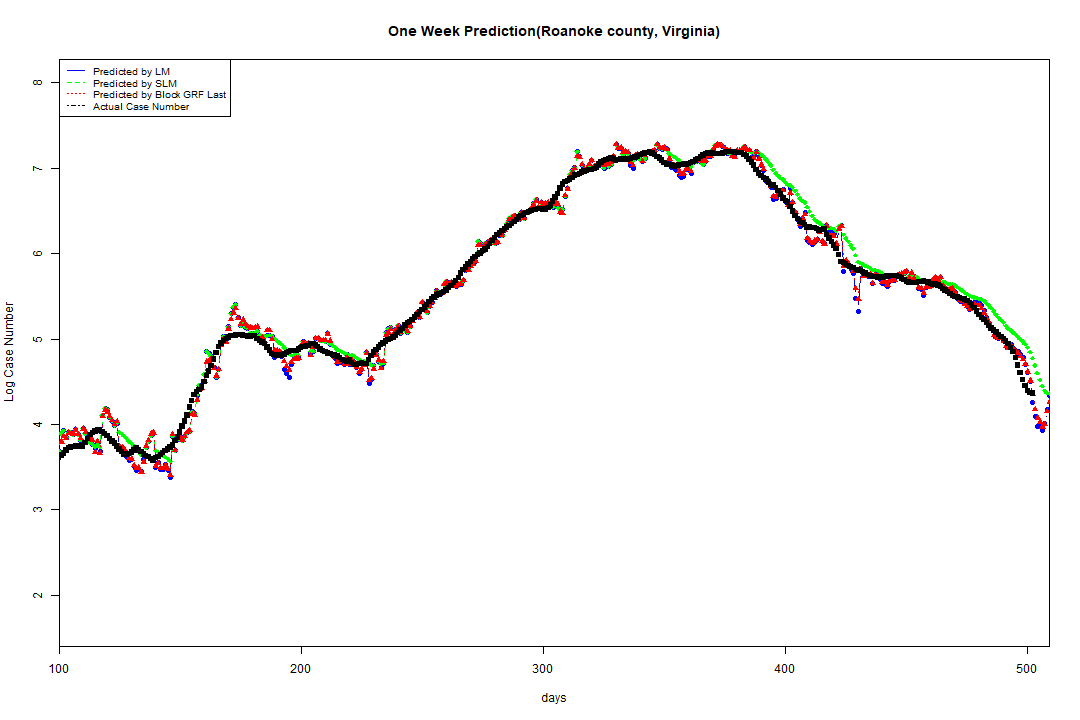 One Week Prediction(Roanoke county, Virginia)
Predicted by LM
Predicted by SLM
Predicted by Block GRF Last
Actual Case Number
8
7
6
5
4
3
2
Log Case Number
100 200 300 400 500
days